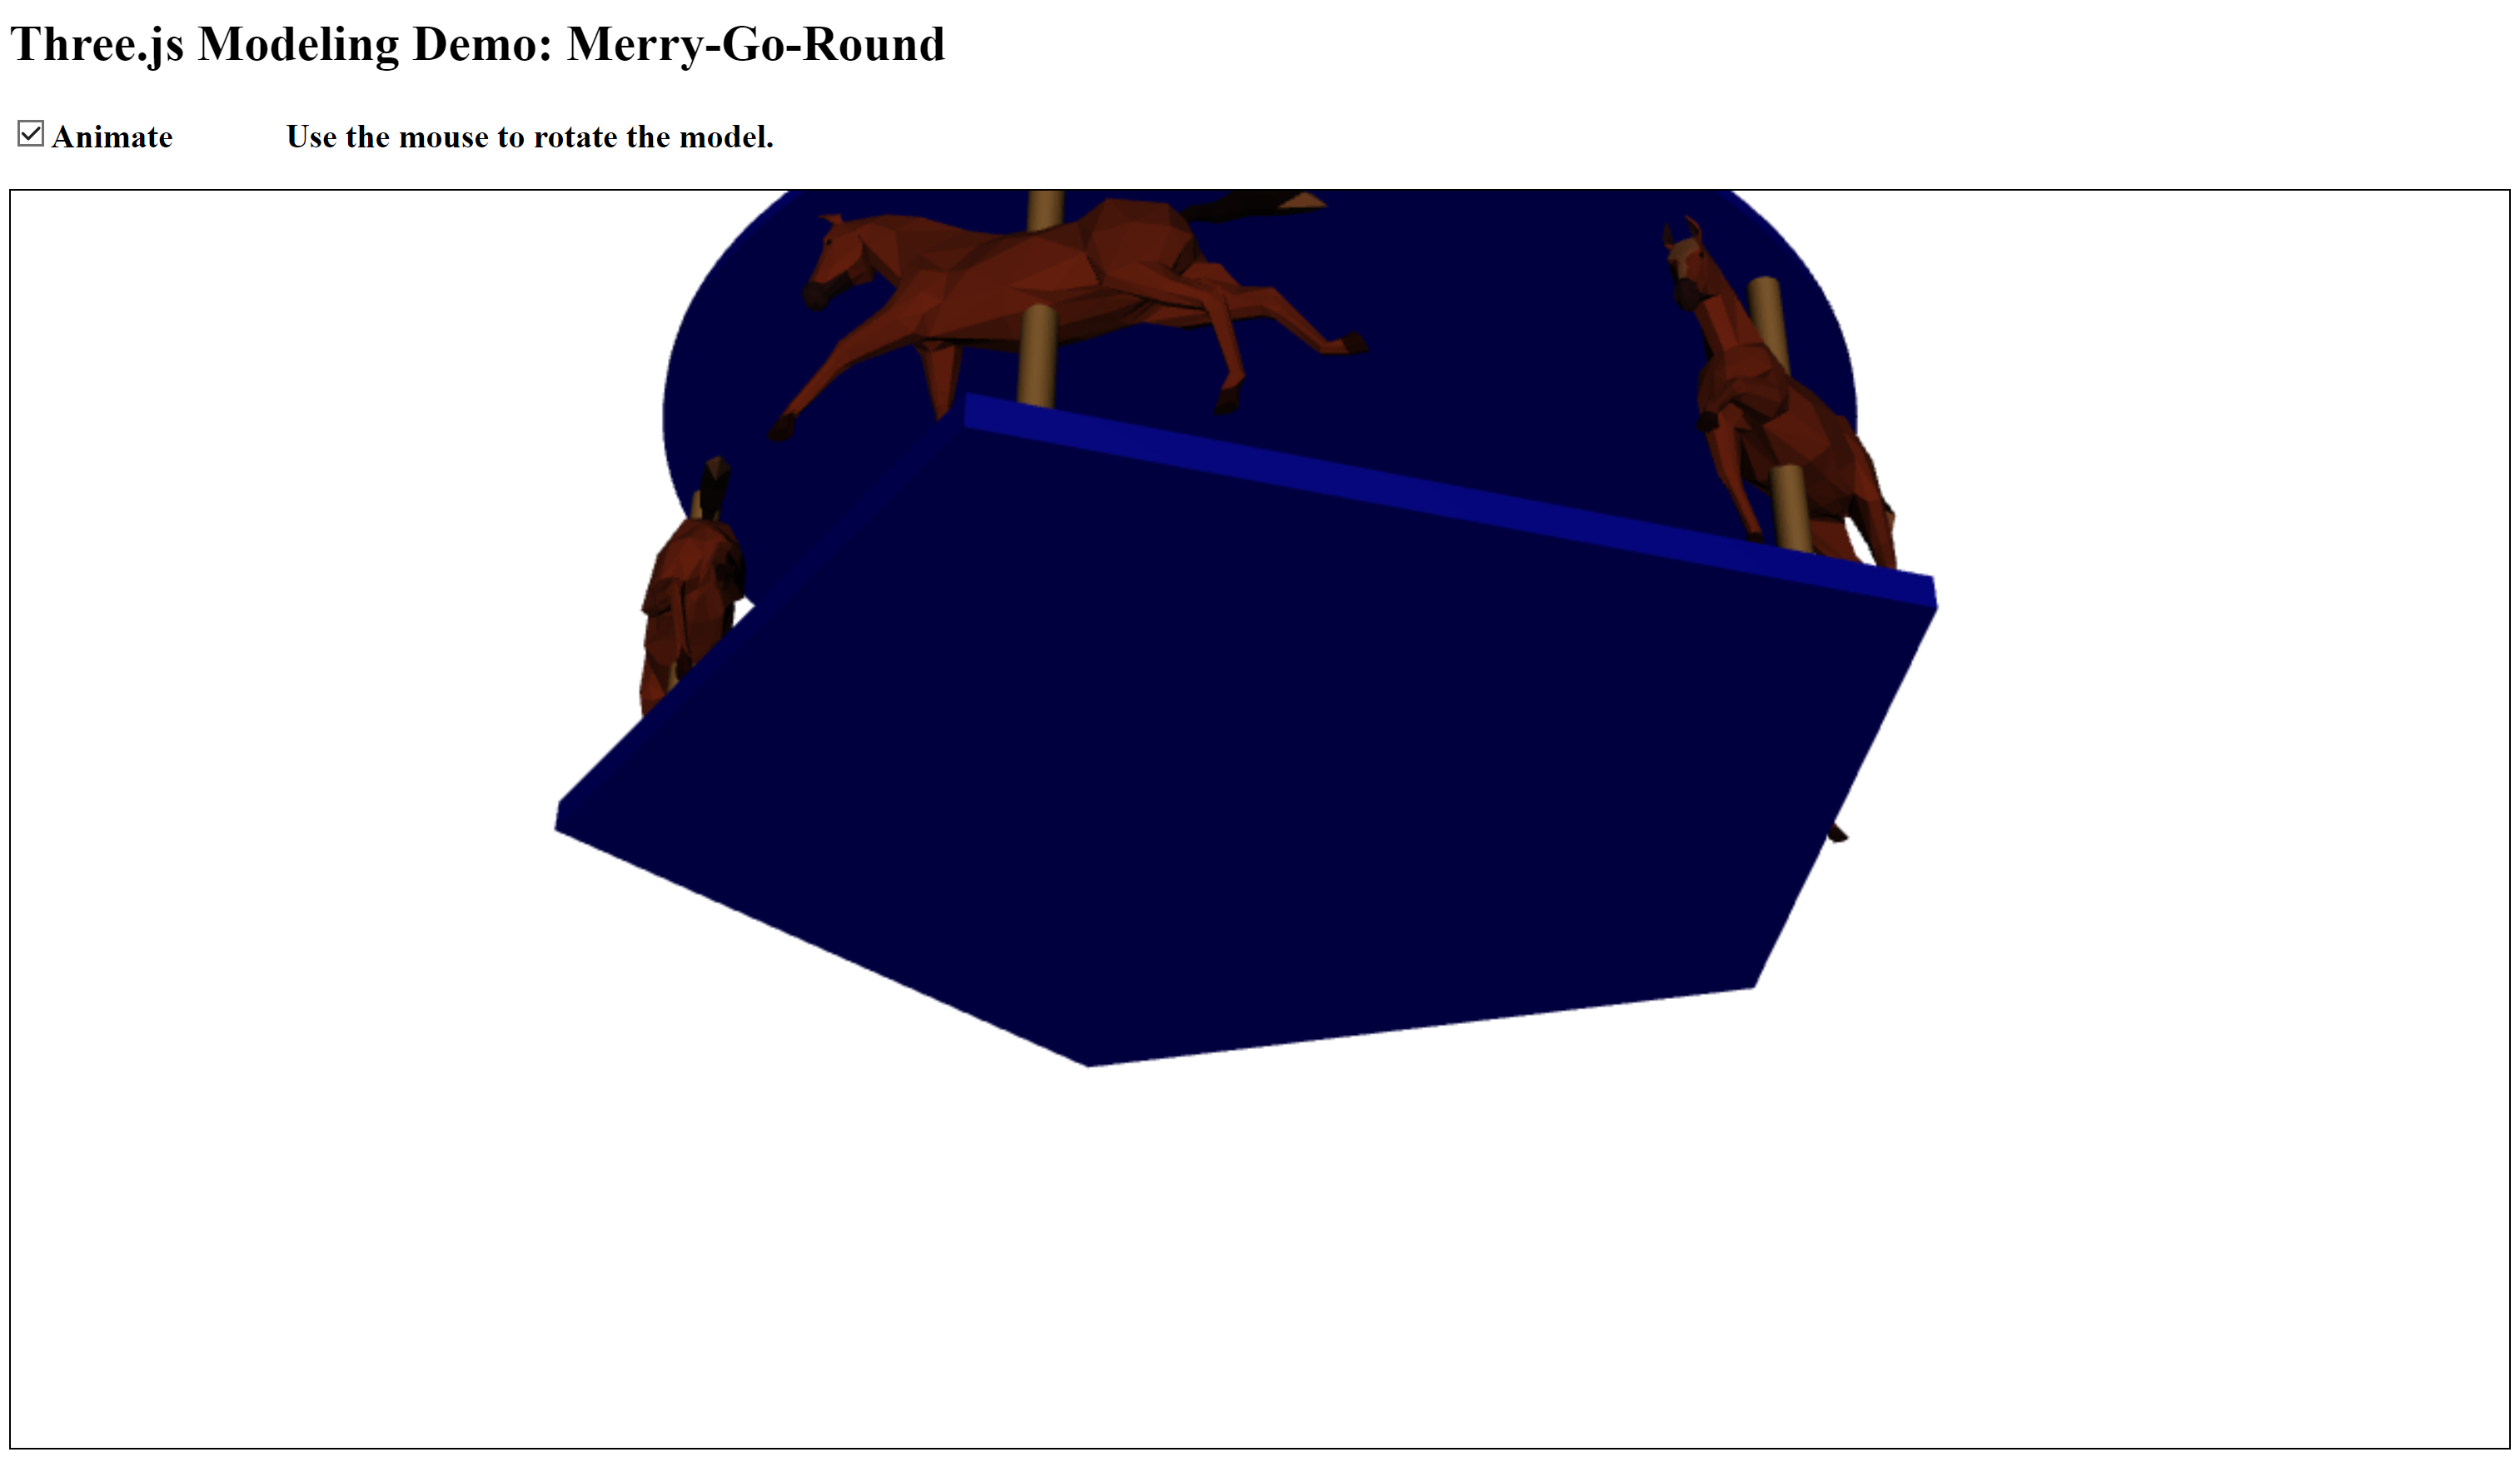 Three.js Modeling Demo: Merry-Go-Round
Animate Use the mouse to rotate the model.